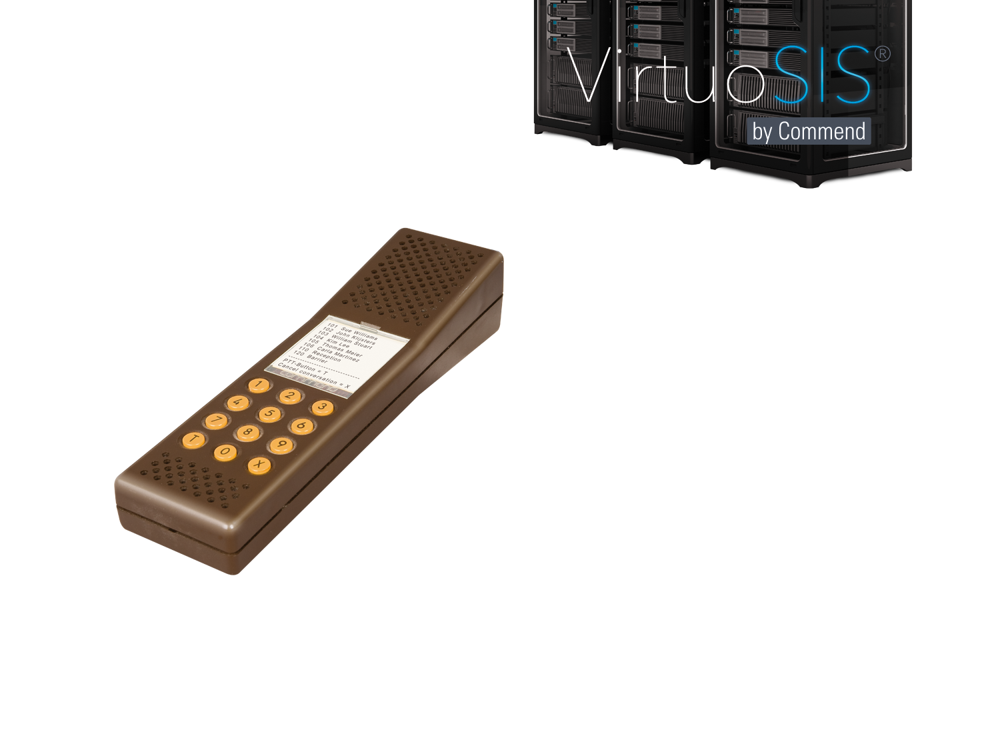 VirtuoSIS®
by Commend
101 Sue Williams
102 John Klijsters
103 William Stuart
104 Kim Lee
105 Thomas Meier
106 Carla Martinez
110 Reception
120 Barrier
------------------------
PTT-Button = T
Cancel conversation = X
1 2 3
4 5 6
7 8 9
T 0 X